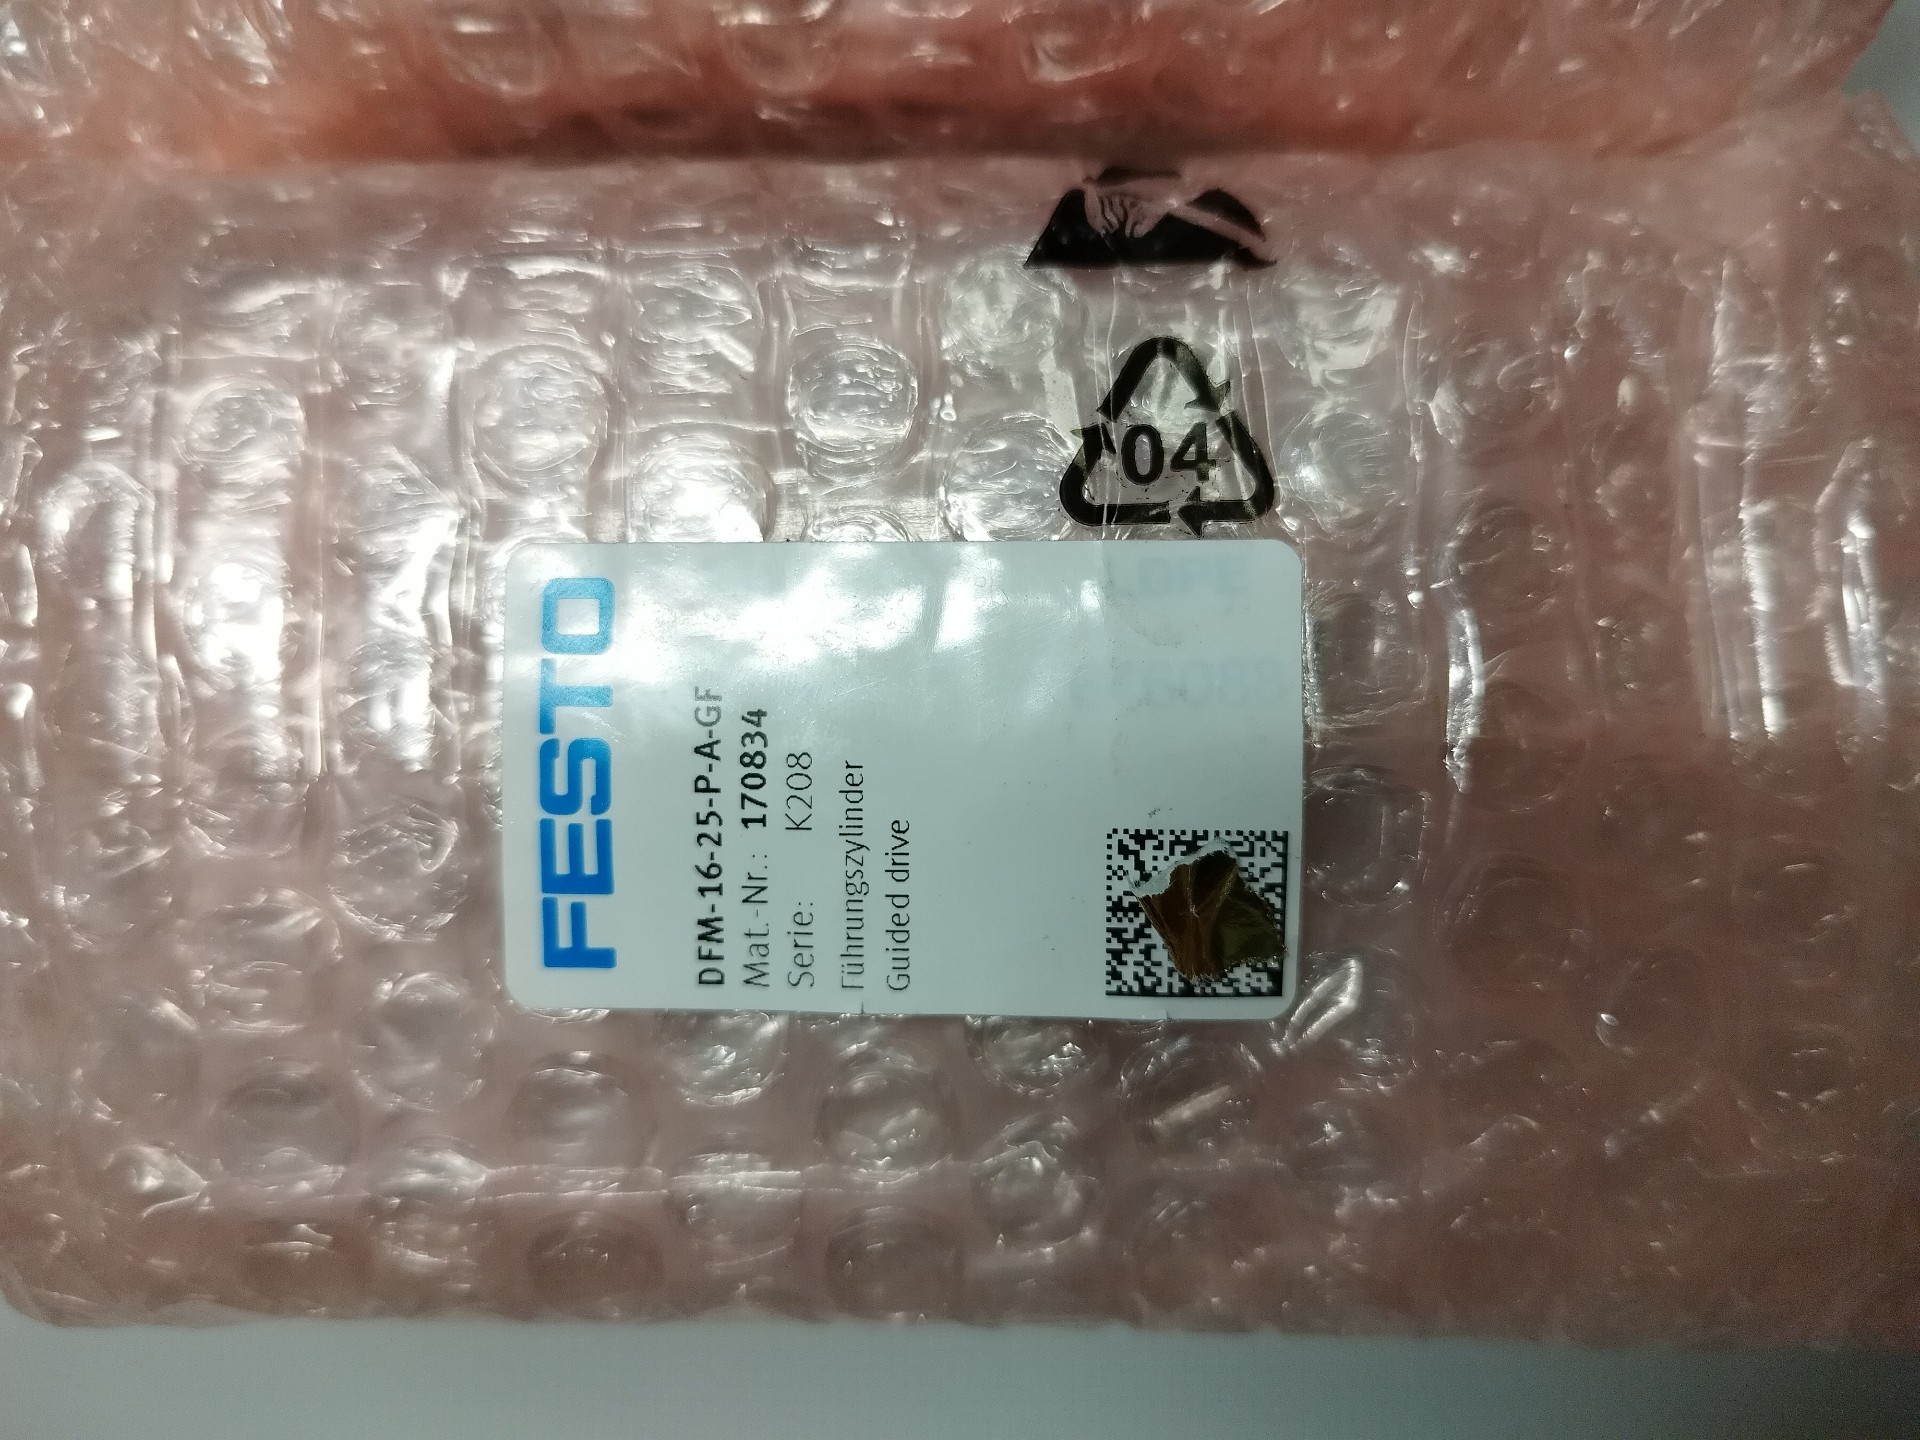 04
FESTO
DFM-16-25-P-A-GF
Mat.-Nr.: 170834
Serie: K208
Führungszylinder
Guided drive